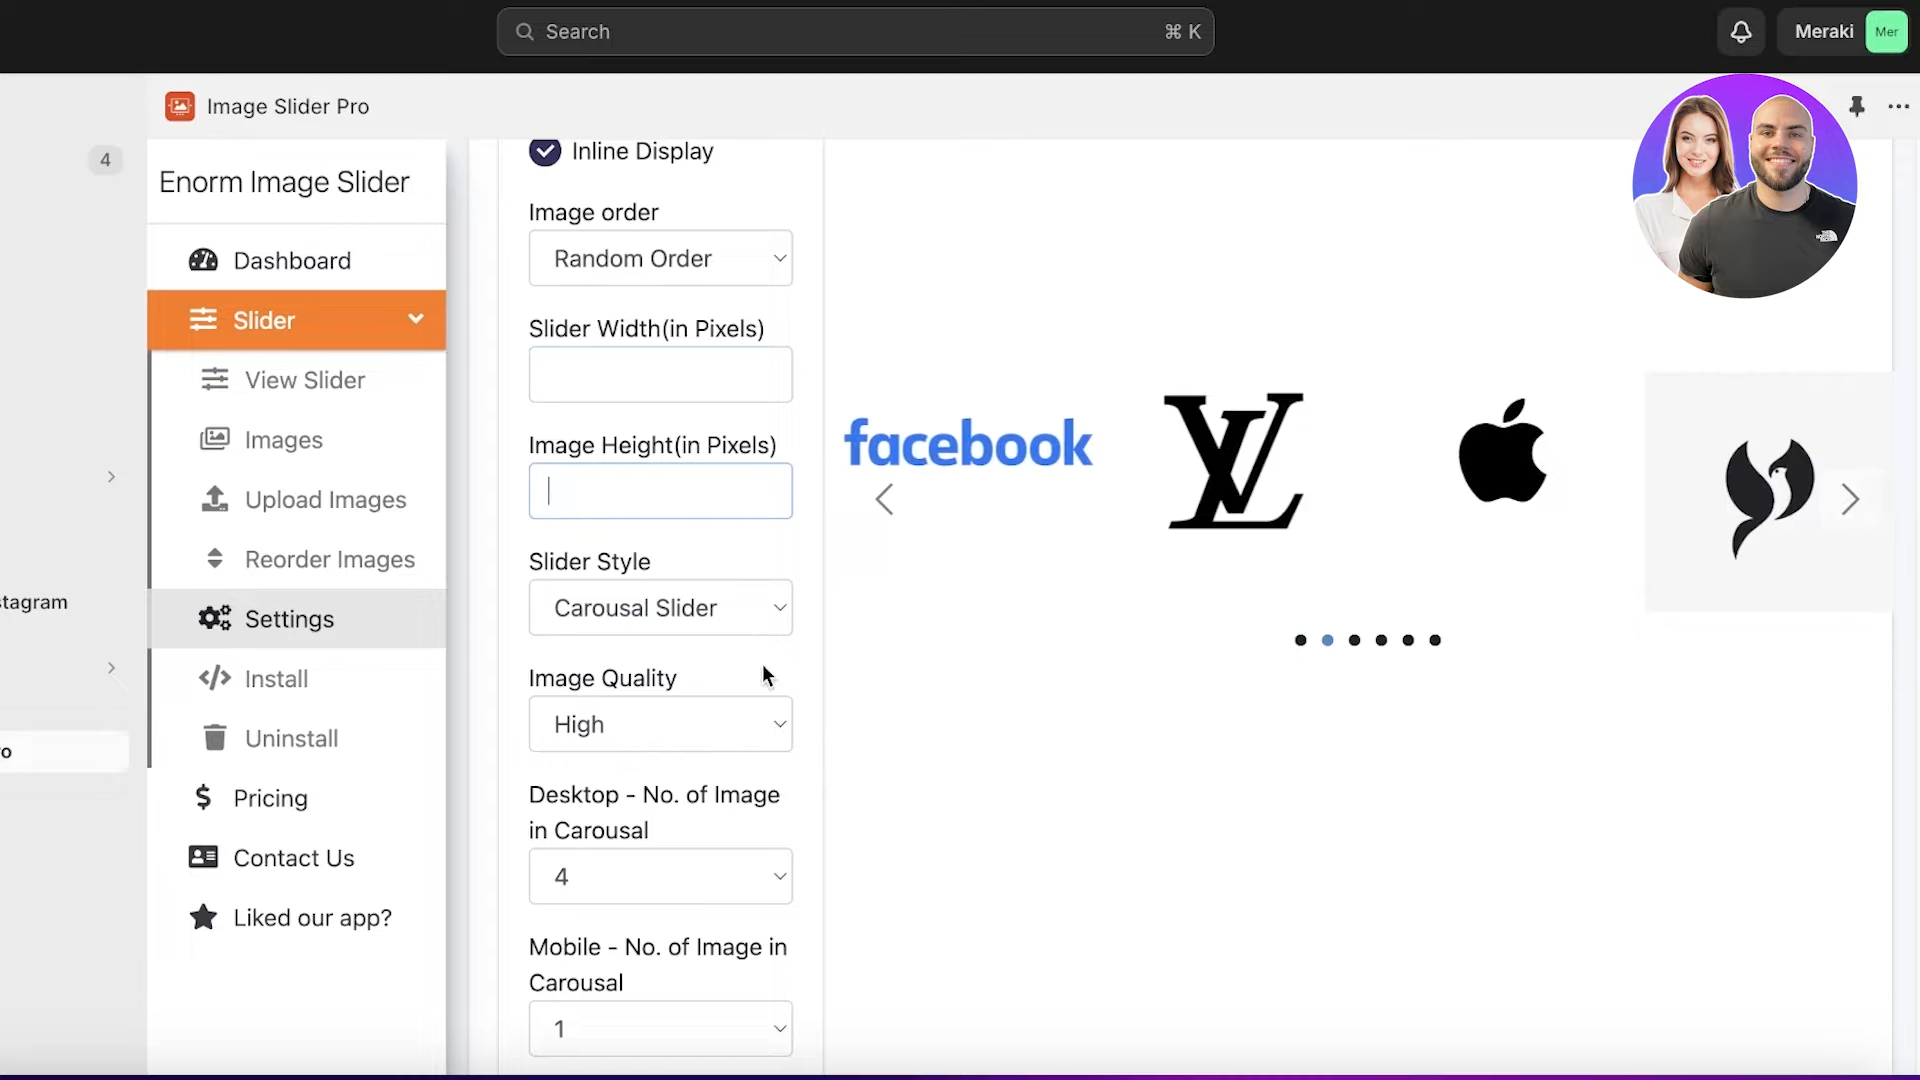 Search
⌘ K
Meraki
Mer
Image Slider Pro
4
Enorm Image Slider
Dashboard
Slider
View Slider
Images
Upload Images
Reorder Images
Settings
Install
Uninstall
Pricing
Contact Us
Liked our app?
stagram
o
Inline Display
Image order
Random Order
Slider Width(in Pixels)
Image Height(in Pixels)
Slider Style
Carousal Slider
Image Quality
High
Desktop - No. of Image
in Carousal
4
Mobile - No. of Image in
Carousal
1
facebook
LV